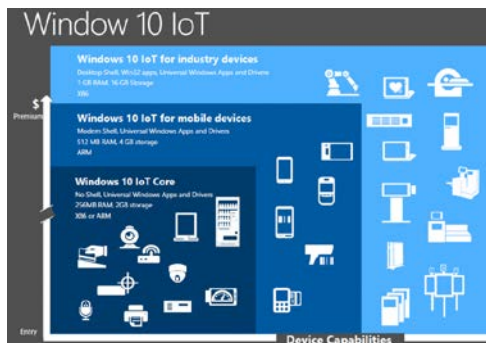 Window 10 IoT
Windows 10 IoT for industry devices
Desktop Shell, Win32 apps, Universal Windows Apps and Drivers
1 GB RAM, 16 GB Storage
X86
$
Premium
Windows 10 IoT for mobile devices
Modern Shell, Universal Windows Apps and Drivers
512 MB RAM, 4 GB storage
ARM
Windows 10 IoT Core
No Shell, Universal Windows Apps and Drivers
256MB RAM, 2GB storage
X86 or ARM
Entry
Device Capabilities